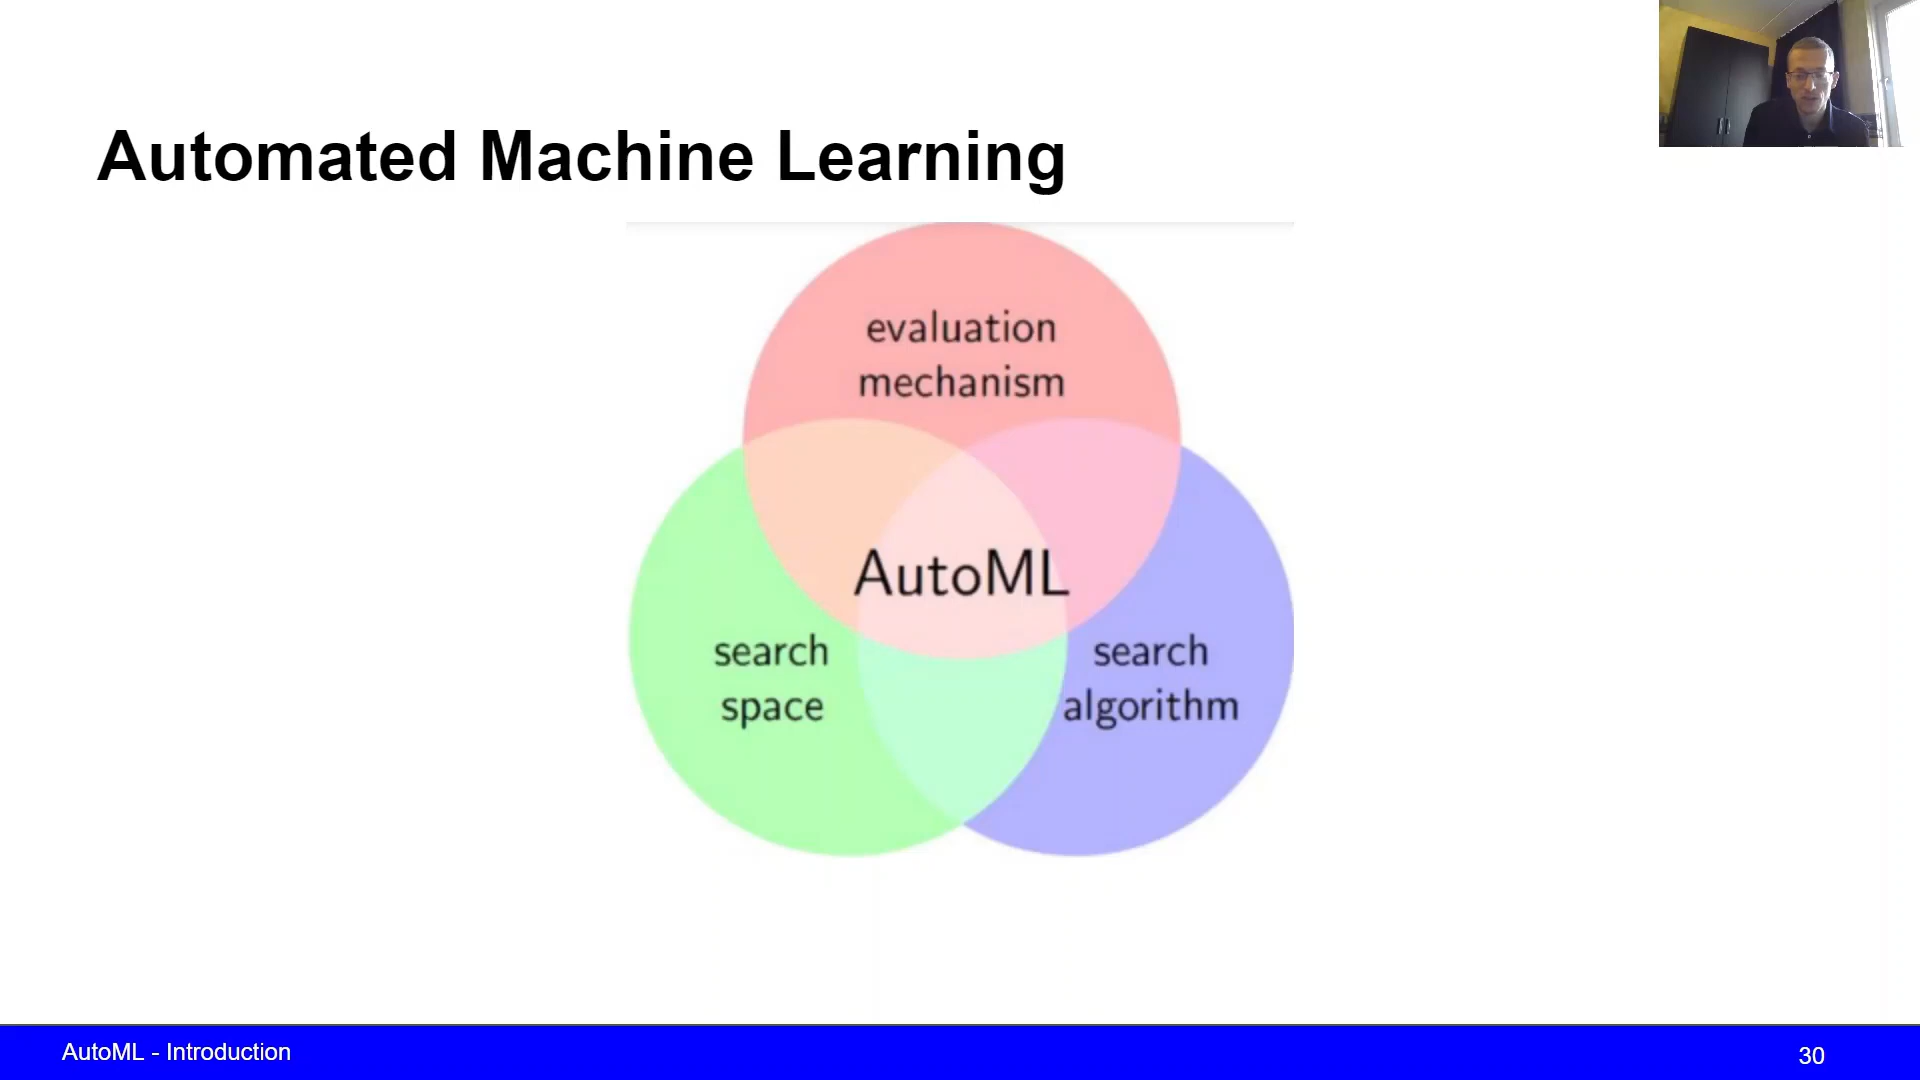 Automated Machine Learning
evaluation
mechanism
AutoML
search
space
search
algorithm
AutoML - Introduction
30